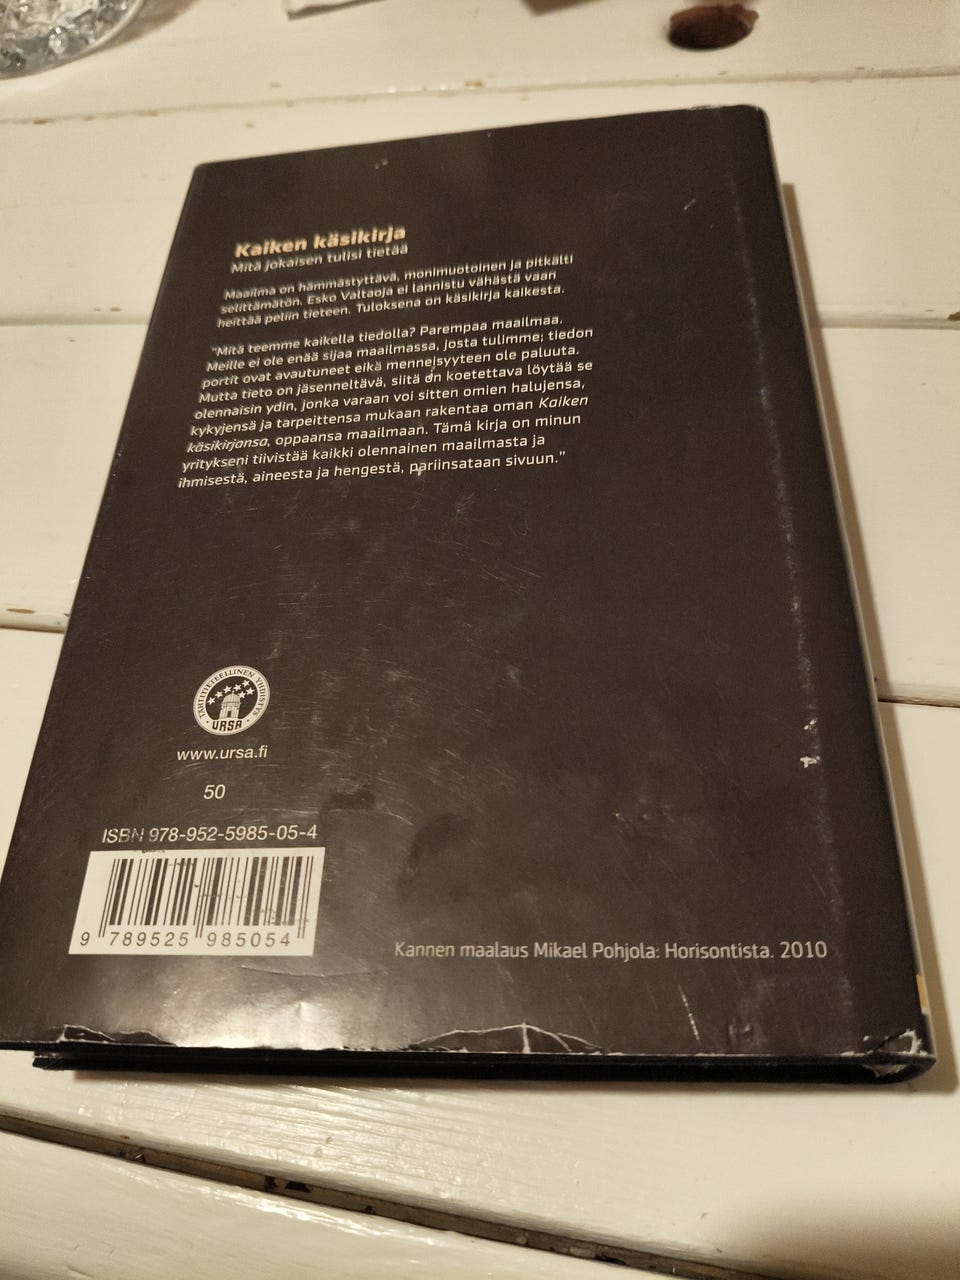 Kaiken käsikirja
Mitä jokaisen tulisi tietää
Maailma on hämmästyttävä, monimuotoinen ja pitkälti
selittämätön. Esko Valtaoja ei lannistu vähästä vaan
heittää peliin tieteen. Tuloksena on käsikirja kaikesta.
"Mitä teemme kaikella tiedolla? Parempaa maailmaa.
Meille ei ole enää sijaa maailmassa, josta tulimme; tiedon
portit ovat avautuneet eikä menneisyyteen ole paluuta.
Mutta tieto on jäsenneltävä, siitä on koetettava löytää se
olennaisin ydin, jonka varaan voi sitten omien halujensa,
kykyjensä ja tarpeittensa mukaan rakentaa oman Kaiken
käsikirjansa, oppaansa maailmaan. Tämä kirja on minun
yritykseni tiivistää kaikki olennainen maailmasta ja
ihmisestä, aineesta ja hengestä, pariinsataan sivuun."
TÄHTITIETEELLINEN YHDISTYS
URSA
www.ursa.fi
50
ISBN 978-952-5985-05-4
9 789525 985054
Kannen maalaus Mikael Pohjola: Horisontista. 2010